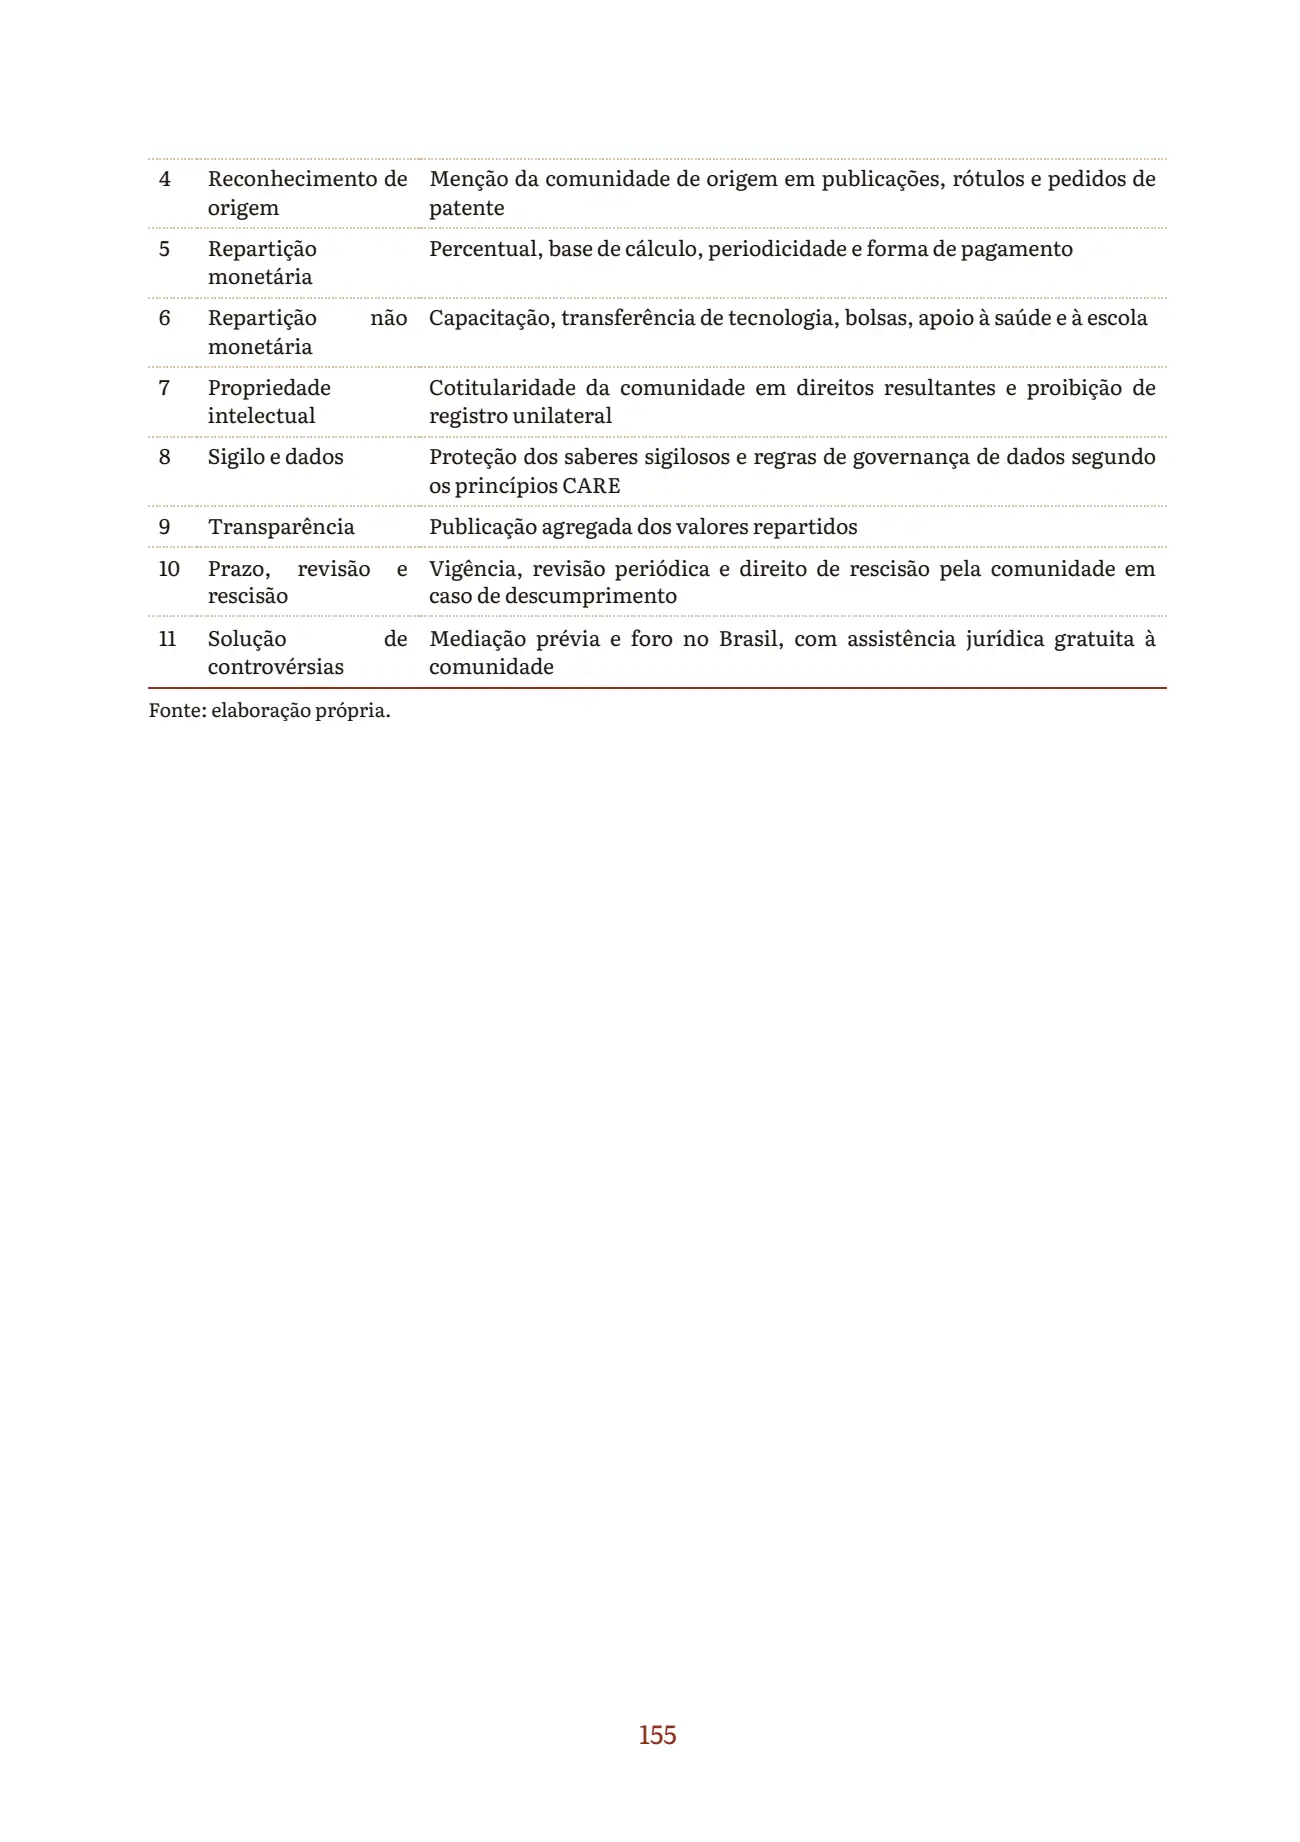 4 Reconhecimento de Menção da comunidade de origem em publicações, rótulos e pedidos de
origem patente
5 Repartição Percentual, base de cálculo, periodicidade e forma de pagamento
monetária
6 Repartição não Capacitação, transferência de tecnologia, bolsas, apoio à saúde e à escola
monetária
7 Propriedade Cotitularidade da comunidade em direitos resultantes e proibição de
intelectual registro unilateral
8 Sigilo e dados Proteção dos saberes sigilosos e regras de governança de dados segundo
os princípios CARE
9 Transparência Publicação agregada dos valores repartidos
10 Prazo, revisão e Vigência, revisão periódica e direito de rescisão pela comunidade em
rescisão caso de descumprimento
11 Solução de Mediação prévia e foro no Brasil, com assistência jurídica gratuita à
controvérsias comunidade
Fonte: elaboração própria.
155